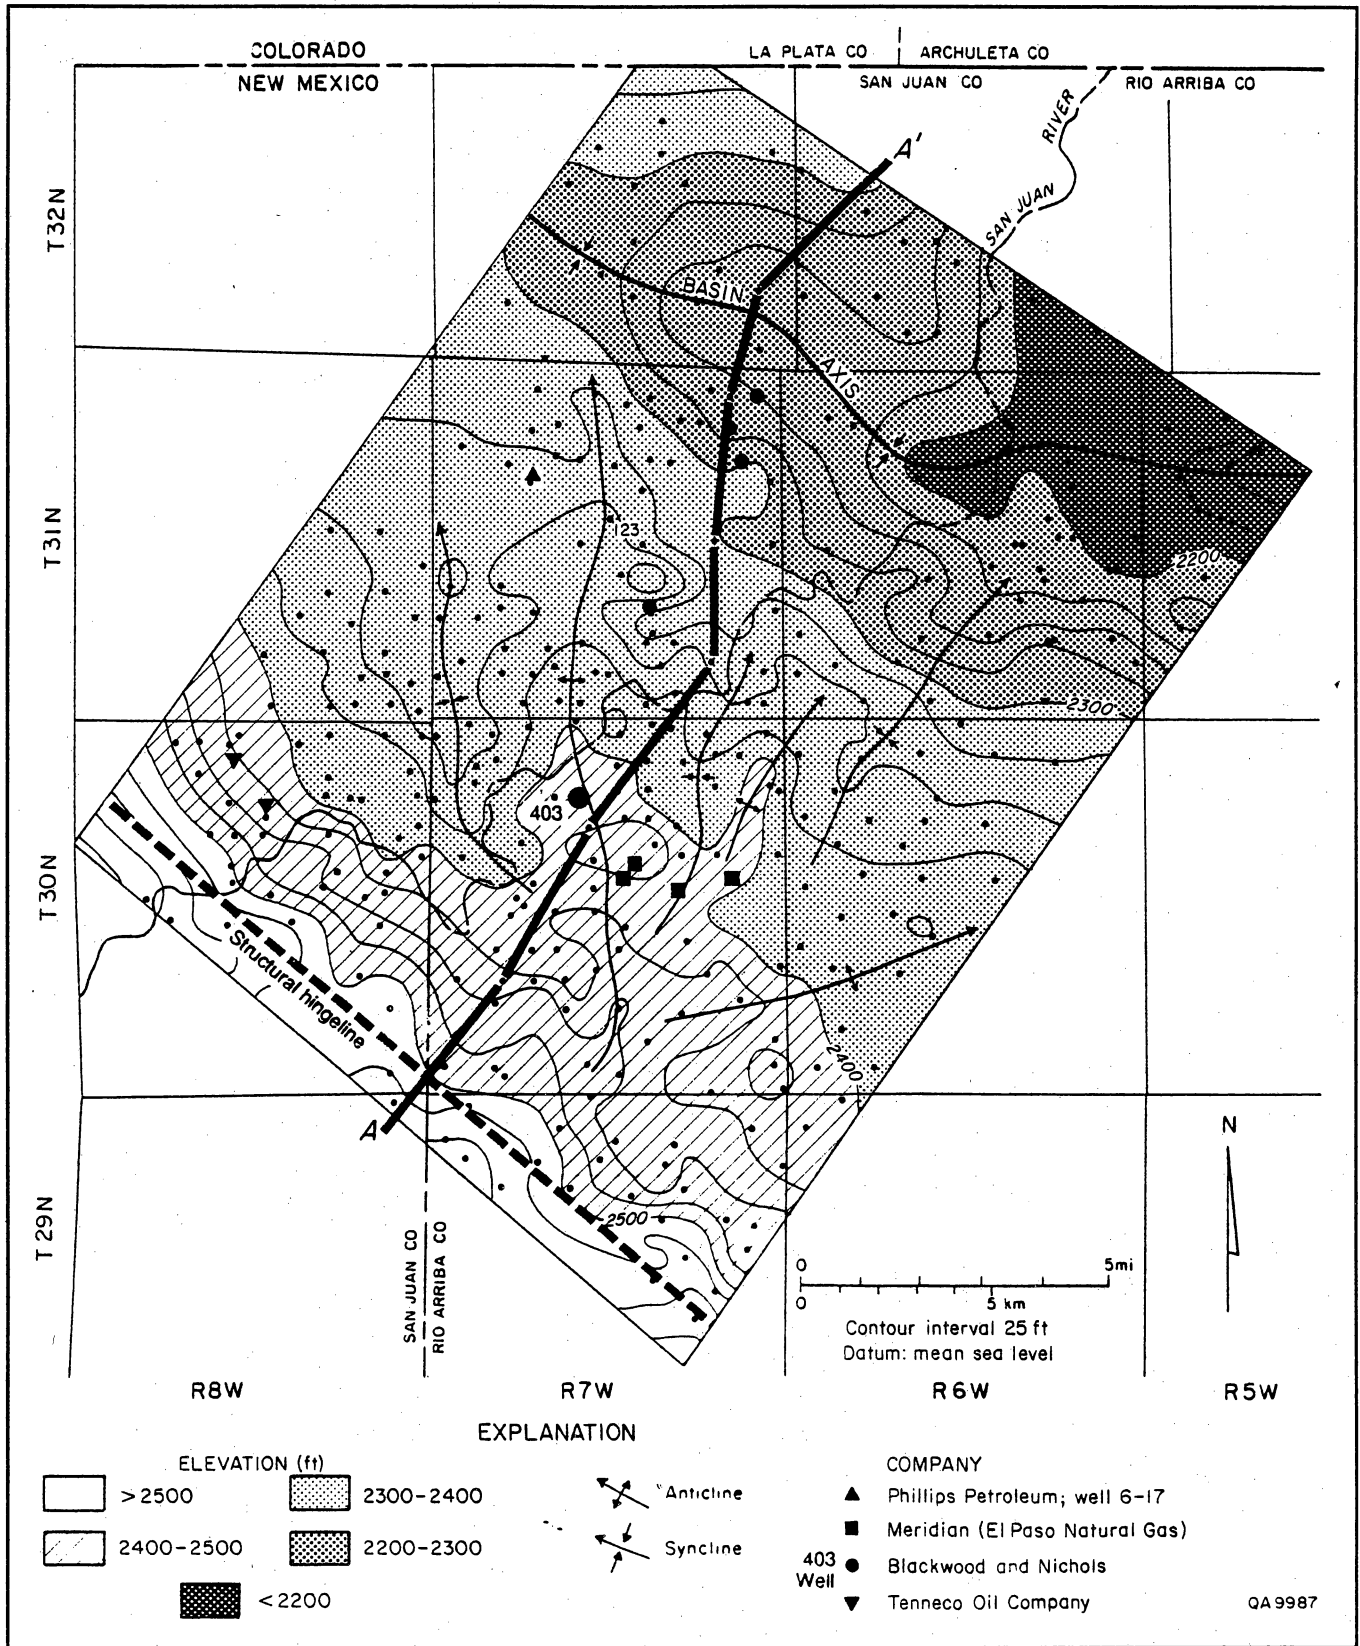 COLORADO
LA PLATA CO
ARCHULETA CO
NEW MEXICO
SAN JUAN CO
RIO ARRIBA CO
RIVER
SAN JUAN
A'
T32N
BASIN
AXIS
T31N
123
2200
2300
403
T30N
Structural hingeline
2400
A
N
T29N
2500
SAN JUAN CO
RIO ARRIBA CO
0 5mi
0 5 km
Contour interval 25 ft
Datum: mean sea level
R8W R7W R6W R5W
EXPLANATION
ELEVATION (ft)
>2500
2300-2400
2400-2500
2200-2300
<2200
Anticline
Syncline
COMPANY
Phillips Petroleum; well 6-17
Meridian (El Paso Natural Gas)
403
Well
Blackwood and Nichols
Tenneco Oil Company
QA9987